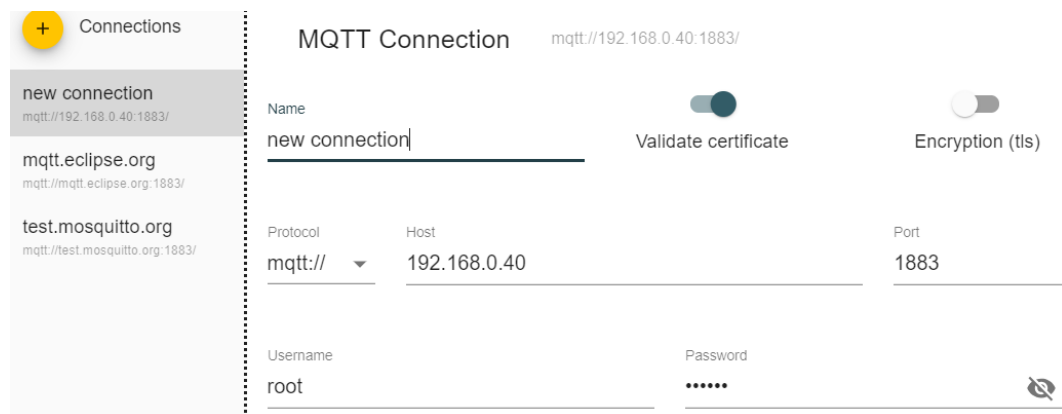 + Connections
new connection
mqtt://192.168.0.40:1883/
mqtt.eclipse.org
mqtt://mqtt.eclipse.org:1883/
test.mosquitto.org
mqtt://test.mosquitto.org:1883/
MQTT Connection mqtt://192.168.0.40:1883/
Name
new connection
Validate certificate
Encryption (tls)
Protocol Host Port
mqtt:// 192.168.0.40 1883
Username Password
root ••••••